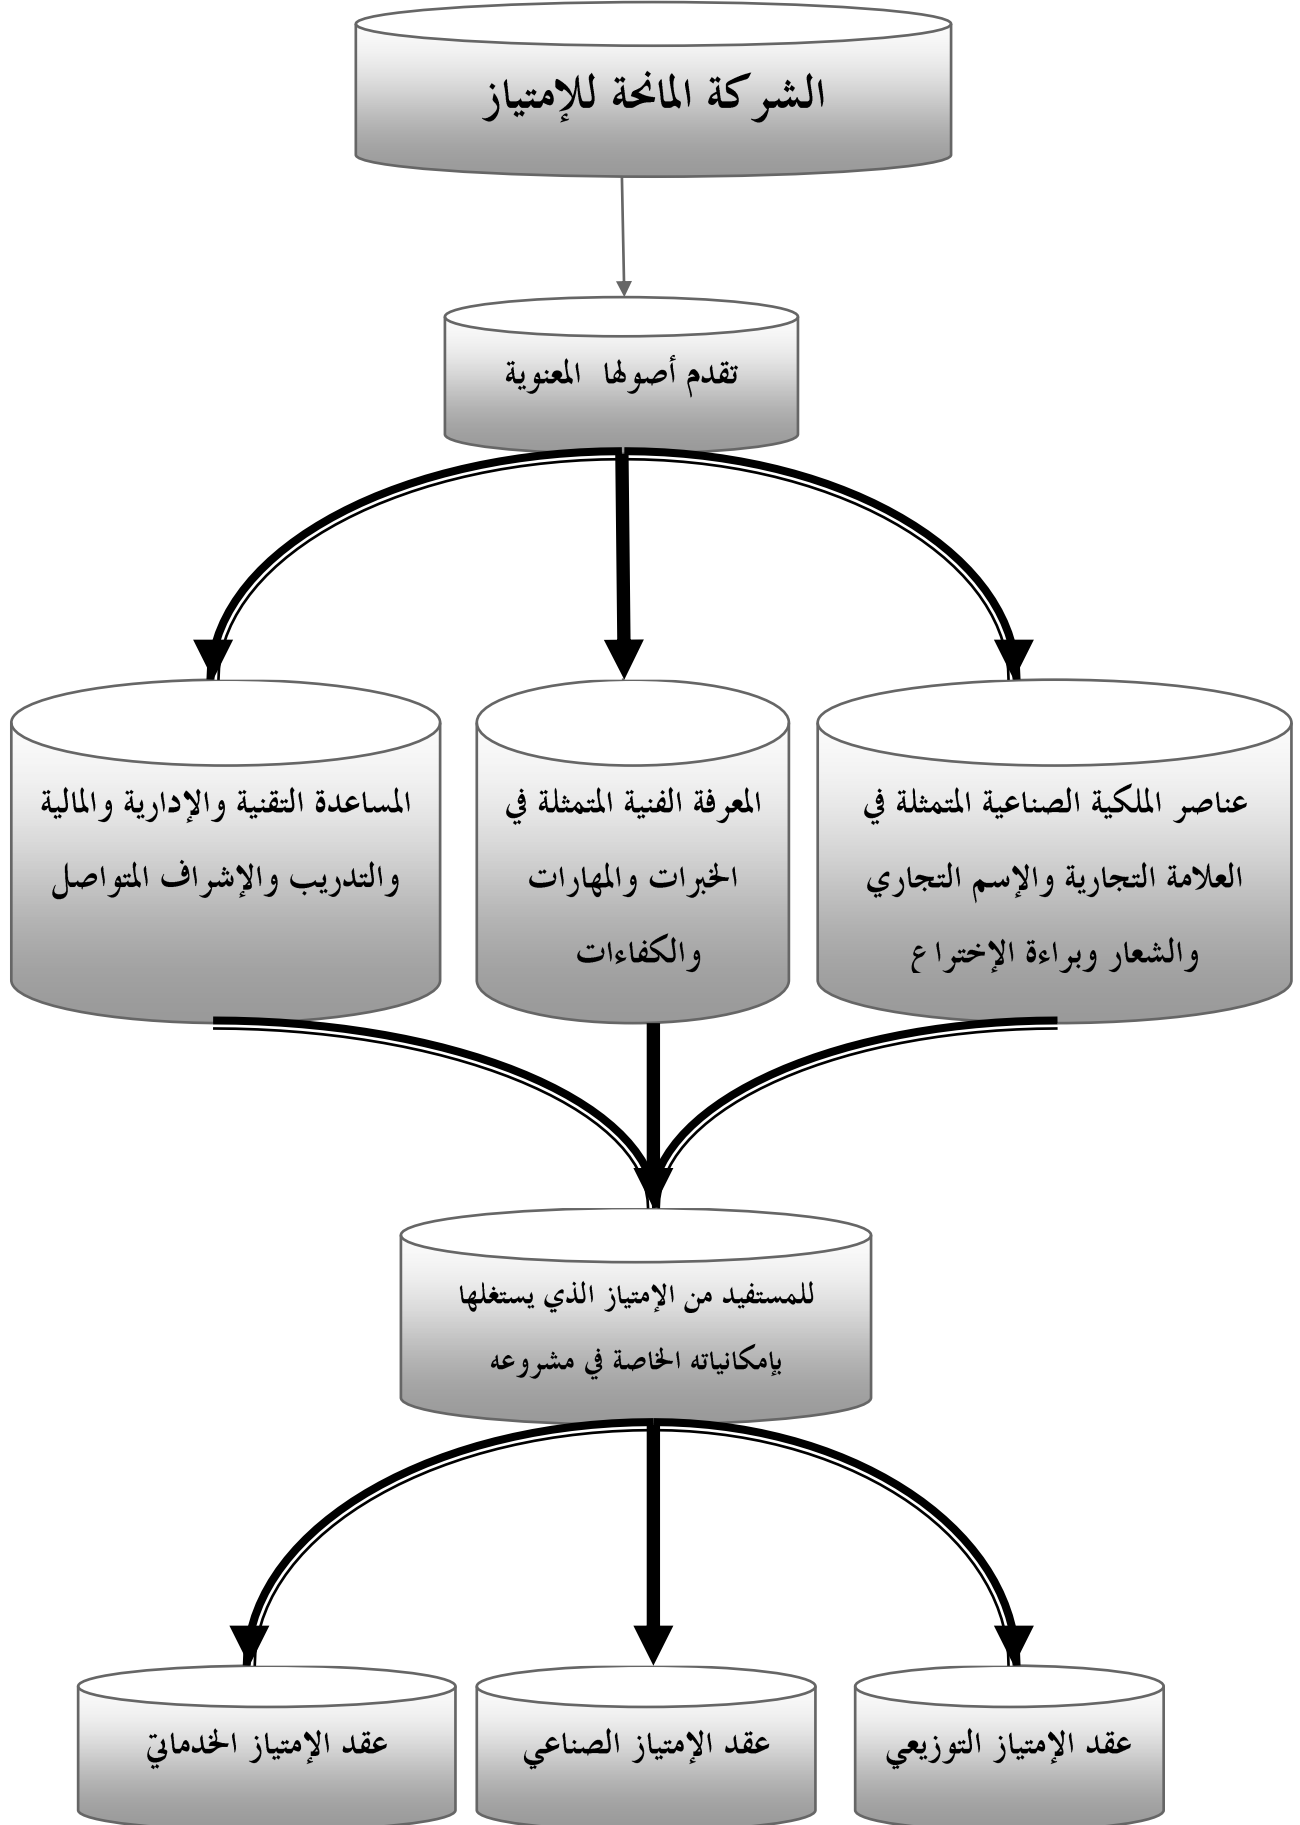 الشركة المانحة للإمتياز
تقدم أصولها المعنوية
عناصر الملكية الصناعية المتمثلة في
العلامة التجارية والإسم التجاري
والشعار وبراءة الإختراع
المعرفة الفنية المتمثلة في
الخبرات والمهارات
والكفاءات
المساعدة التقنية والإدارية والمالية
والتدريب والإشراف المتواصل
للمستفيد من الإمتياز الذي يستغلها
بإمكانياته الخاصة في مشروعه
عقد الإمتياز التوزيعي
عقد الإمتياز الصناعي
عقد الإمتياز الخدماتي